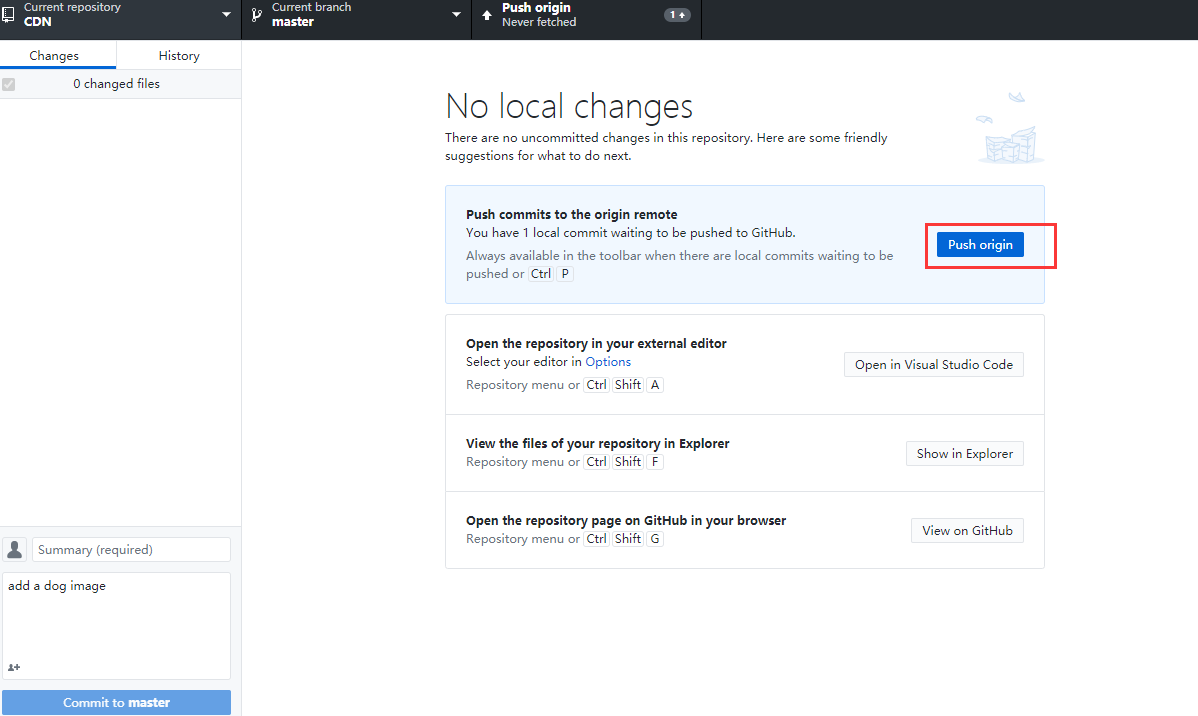 Current repository
CDN
Current branch
master
Push origin
Never fetched
1
Changes
History
0 changed files
No local changes
There are no uncommitted changes in this repository. Here are some friendly
suggestions for what to do next.
Push commits to the origin remote
You have 1 local commit waiting to be pushed to GitHub.
Always available in the toolbar when there are local commits waiting to be
pushed or Ctrl P
Push origin
Open the repository in your external editor
Select your editor in Options
Repository menu or Ctrl Shift A
Open in Visual Studio Code
View the files of your repository in Explorer
Repository menu or Ctrl Shift F
Show in Explorer
Open the repository page on GitHub in your browser
Repository menu or Ctrl Shift G
View on GitHub
Summary (required)
add a dog image
Commit to master